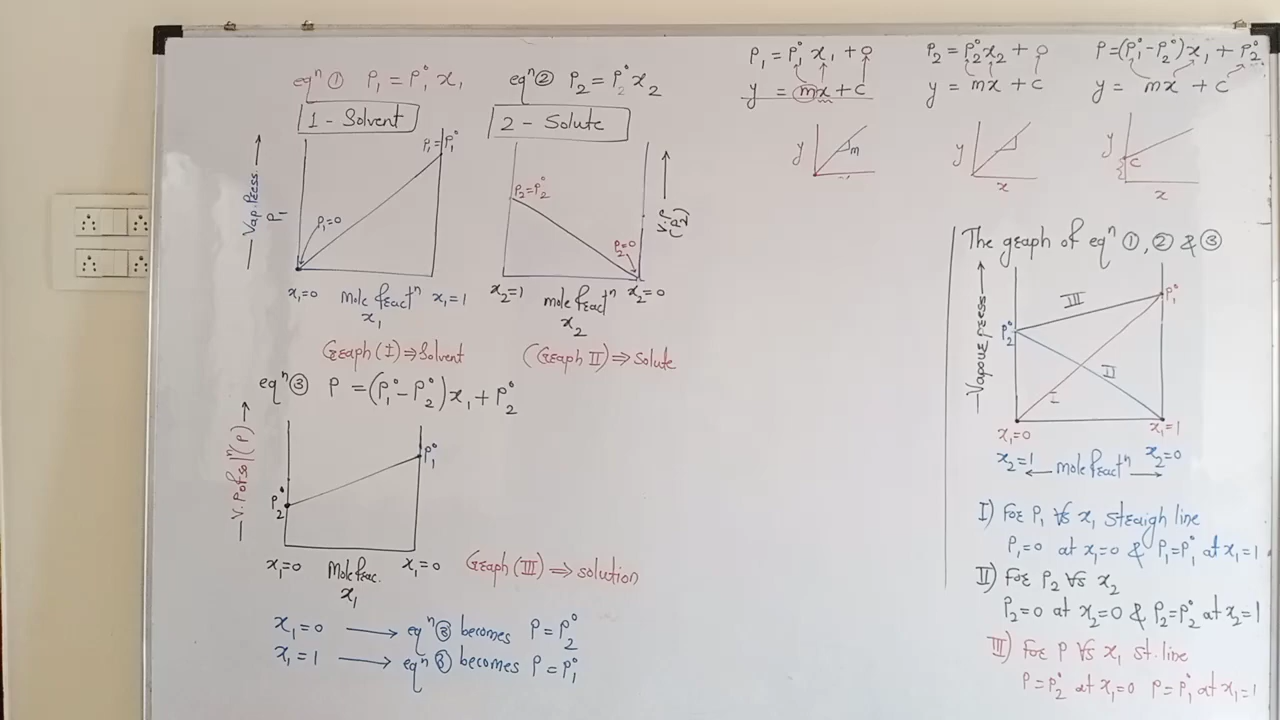 eqⁿ ① P₁ = P₁° x₁
1 - Solvent
P₁ = P₁°
Vap. Press.
P₁
P₁=0
x₁=0 Mole fractⁿ x₁=1
x₁
Graph (I) ⇒ Solvent
eqⁿ ② P₂ = P₂° x₂
2 - Solute
P₂ = P₂°
P₂=0
V.P
(P₂)
x₂=1 mole fractⁿ x₂=0
x₂
(Graph II) ⇒ Solute
eqⁿ ③ P = (P₁° - P₂°) x₁ + P₂°
V.P of solⁿ (P)
P₁°
P₂°
x₁=0 Mole frac. x₁=0
x₁
Graph (III) ⇒ solution
x₁=0 → eqⁿ ③ becomes P = P₂°
x₁=1 → eqⁿ ③ becomes P = P₁°
P₁ = P₁° x₁ + 0
y = mx + c
y
m
P₂ = P₂° x₂ + 0
y = mx + c
y
x
P = (P₁° - P₂°) x₁ + P₂°
y = mx + c
y
c
x
The graph of eqⁿ ①, ② & ③
Vapour press
III
P₁°
P₂°
II
I
x₁=0 x₁=1
x₂=1 ← mole fractⁿ → x₂=0
I) For P₁ Vs x₁ straigh line
P₁=0 at x₁=0 & P₁=P₁° at x₁=1
II) For P₂ Vs x₂
P₂=0 at x₂=0 & P₂=P₂° at x₂=1
III) For P Vs x₁ st. line
P=P₂° at x₁=0 P=P₁° at x₁=1